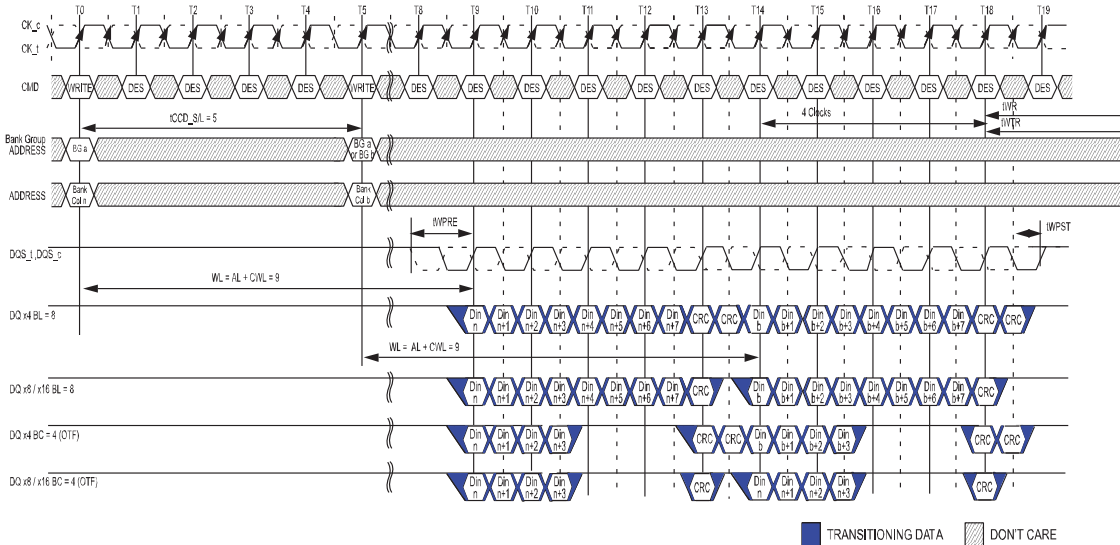 T0 T1 T2 T3 T4 T5 T8 T9 T10 T11 T12 T13 T14 T15 T16 T17 T18 T19
CK_c
CK_t
CMD WRITE DES DES DES DES WRITE DES DES DES DES DES DES DES DES DES DES DES DES
tCCD_S/L = 5 4 Clocks tWR
tWTR
Bank Group
ADDRESS BG a BG a
or BG b
ADDRESS Bank
Col n Bank
Col b
tWPRE tWPST
DQS_t ,DQS_c
WL = AL + CWL = 9
DQ x4 BL = 8 Din
n Din
n+1 Din
n+2 Din
n+3 Din
n+4 Din
n+5 Din
n+6 Din
n+7 CRC CRC Din
b Din
b+1 Din
b+2 Din
b+3 Din
b+4 Din
b+5 Din
b+6 Din
b+7 CRC CRC
WL = AL + CWL = 9
DQ x8 / x16 BL = 8 Din
n Din
n+1 Din
n+2 Din
n+3 Din
n+4 Din
n+5 Din
n+6 Din
n+7 CRC Din
b Din
b+1 Din
b+2 Din
b+3 Din
b+4 Din
b+5 Din
b+6 Din
b+7 CRC
DQ x4 BC = 4 (OTF) Din
n Din
n+1 Din
n+2 Din
n+3 CRC CRC Din
b Din
b+1 Din
b+2 Din
b+3 CRC CRC
DQ x8 / x16 BC = 4 (OTF) Din
n Din
n+1 Din
n+2 Din
n+3 CRC Din
n Din
n+1 Din
n+2 Din
n+3 CRC
TRANSITIONING DATA DON'T CARE